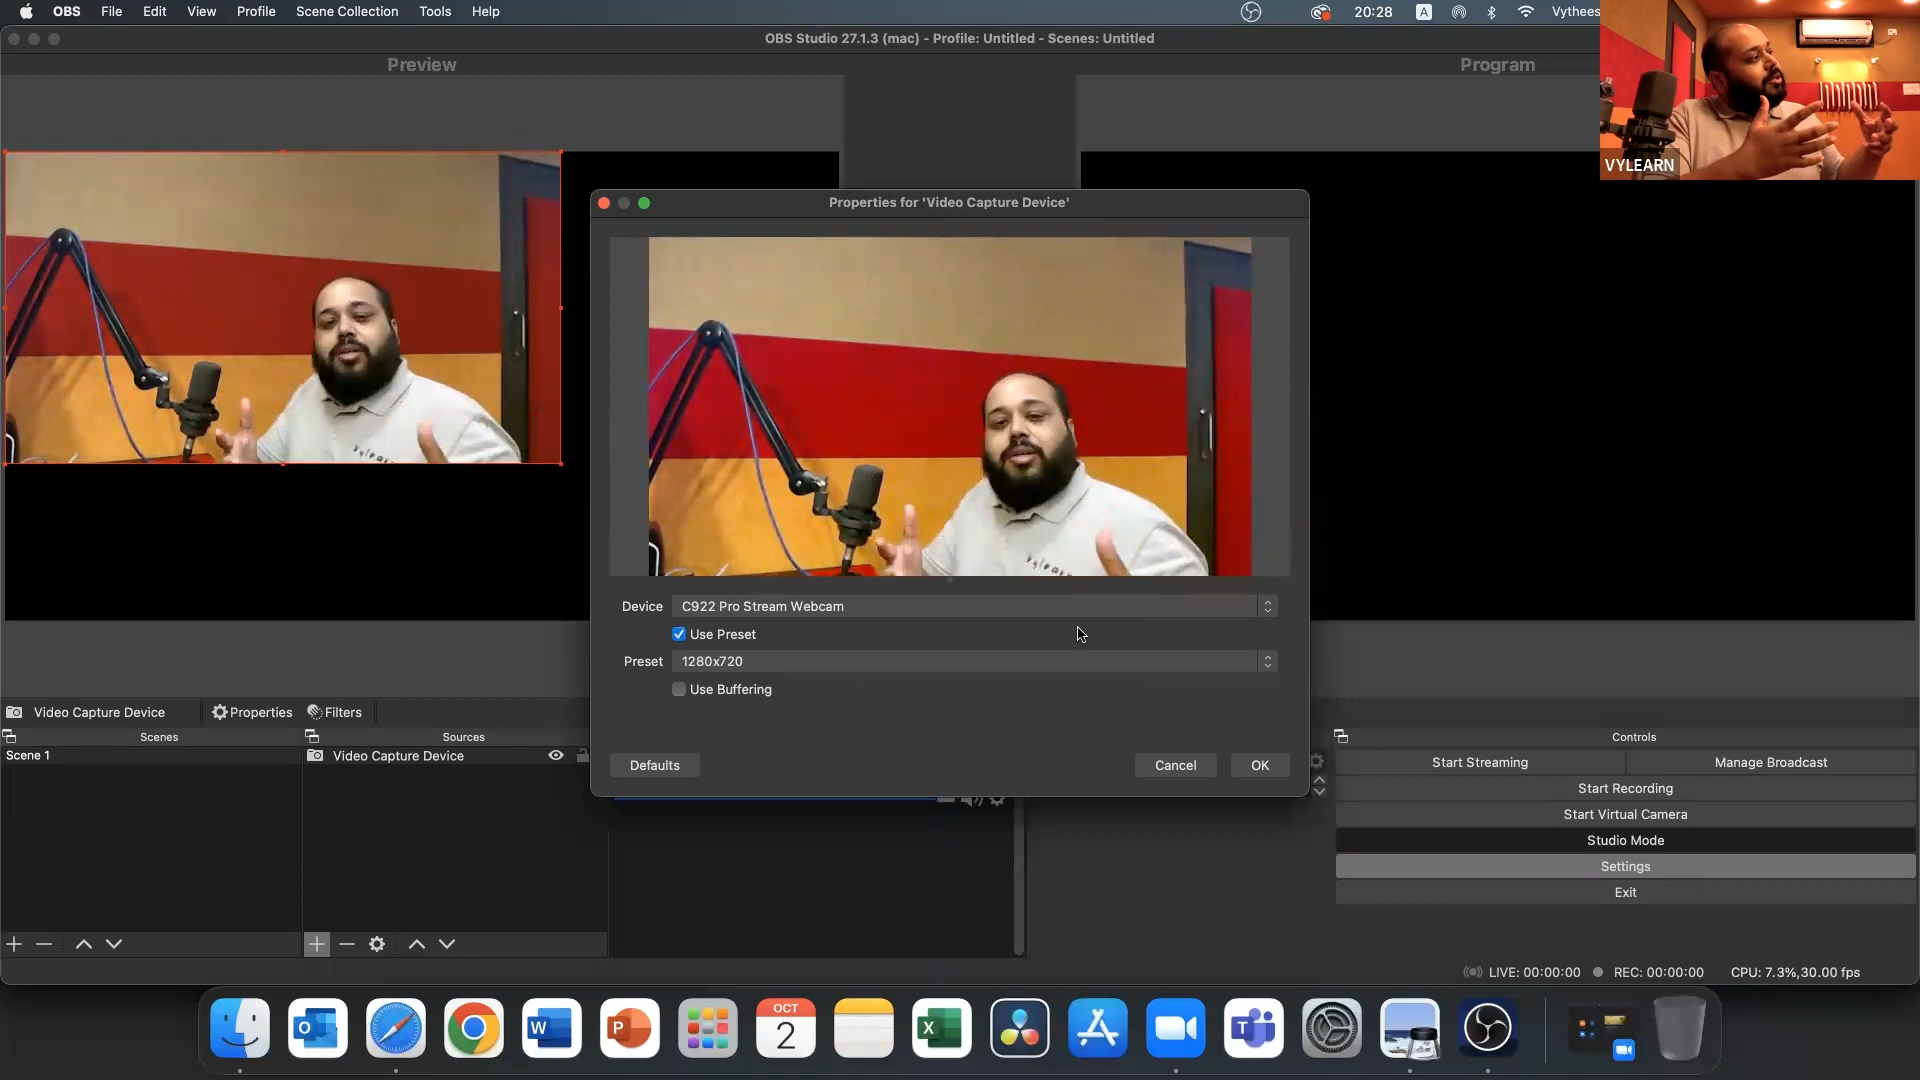 OBS File Edit View Profile Scene Collection Tools Help
20:28 A Vythees
OBS Studio 27.1.3 (mac) - Profile: Untitled - Scenes: Untitled
Preview
Program
VYLEARN
Properties for 'Video Capture Device'
Vylearn
Device C922 Pro Stream Webcam
Use Preset
Preset 1280x720
Use Buffering
Defaults Cancel OK
Video Capture Device Properties Filters
Scenes Sources Controls
Scene 1
Video Capture Device
Start Streaming Manage Broadcast
Start Recording
Start Virtual Camera
Studio Mode
Settings
Exit
LIVE: 00:00:00 REC: 00:00:00 CPU: 7.3%,30.00 fps
O W P OCT 2 X T